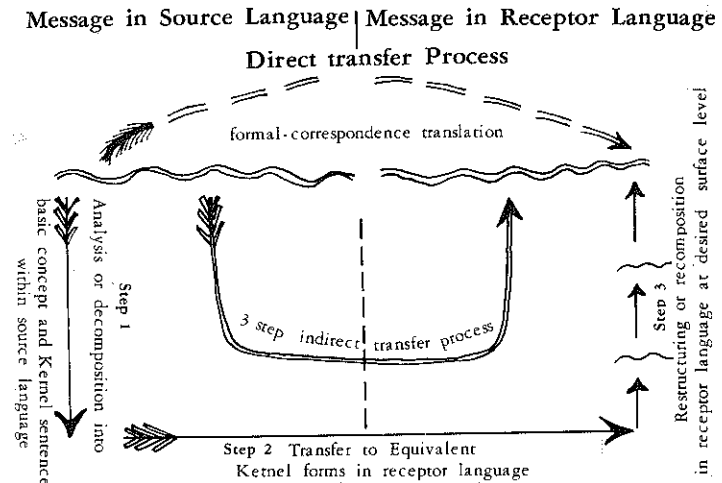 Message in Source Language | Message in Receptor Language
Direct transfer Process
formal-correspondence translation
Step 1
Analysis or decomposition into
basic concept and Kernel sentence
within source language
3 step indirect transfer process
Step 2 Transfer to Equivalent
Kernel forms in receptor language
Step 3
Restructuring or recomposition
in receptor language at desired surface level